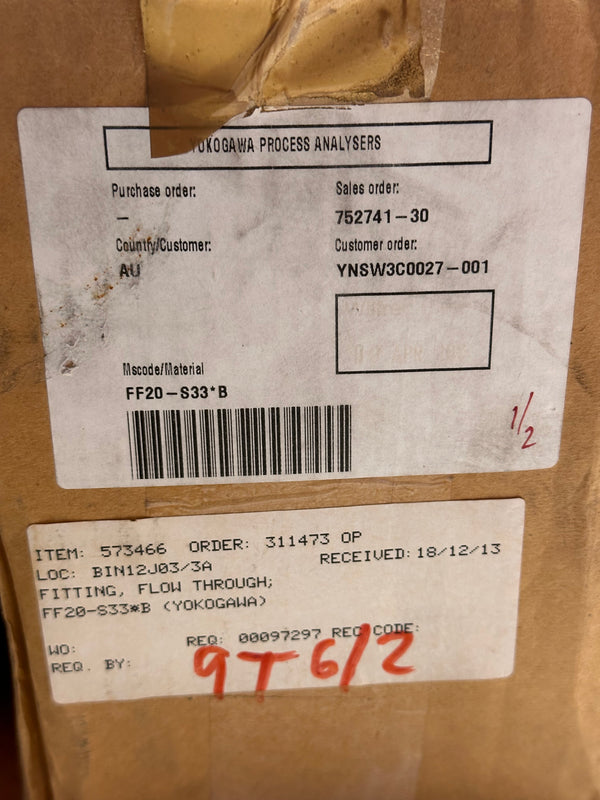 YOKOGAWA PROCESS ANALYSERS
Purchase order: Sales order:
– 752741-30
Country/Customer: Customer order:
AU YNSW3C0027-001
Mscode/Material
FF20-S33*B
1/2
ITEM: 573466 ORDER: 311473 OP
LOC: BIN12J03/3A RECEIVED: 18/12/13
FITTING, FLOW THROUGH;
FF20-S33*B (YOKOGAWA)
WO: REQ: 00097297 REC CODE:
REQ. BY:
9T 6/2